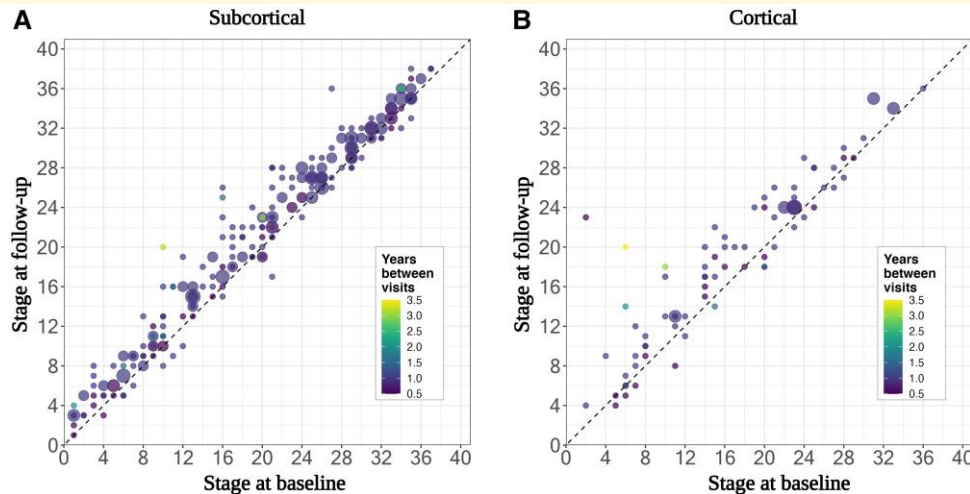 A
Subcortical
Stage at follow-up
40
36
32
28
24
20
16
12
8
4
0
0 4 8 12 16 20 24 28 32 36 40
Stage at baseline
Years
between
visits
3.5
3.0
2.5
2.0
1.5
1.0
0.5
B
Cortical
Stage at follow-up
40
36
32
28
24
20
16
12
8
4
0
0 4 8 12 16 20 24 28 32 36 40
Stage at baseline
Years
between
visits
3.5
3.0
2.5
2.0
1.5
1.0
0.5